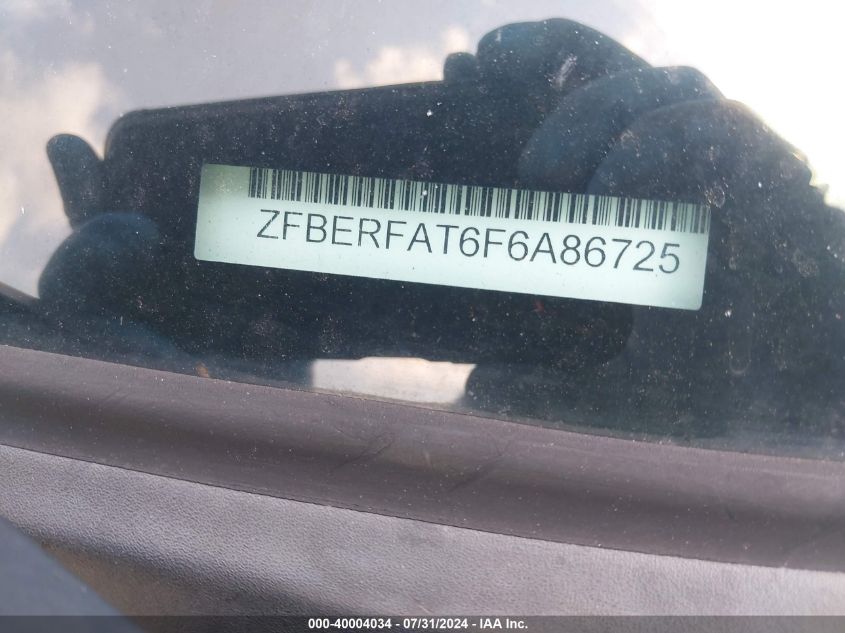 ZFBERFAT6F6A86725
000-40004034 / 07/31/2024 - IAA Inc.